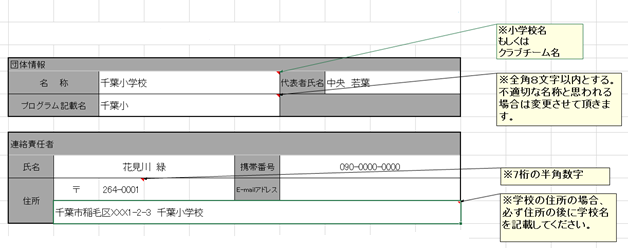 ※小学校名
もしくは
クラブチーム名
団体情報
名 称 千葉小学校 代表者氏名 中央 若葉
プログラム記載名 千葉小
※全角8文字以内とする。
不適切な名称と思われる
場合は変更させて頂きま
す。
連絡責任者
氏名 花見川 緑 携帯番号 090-0000-0000
住所 〒 264-0001 E-mailアドレス
※7桁の半角数字
千葉市稲毛区XXX1-2-3 千葉小学校
※学校の住所の場合、
必ず住所の後に学校名
を記載してください。